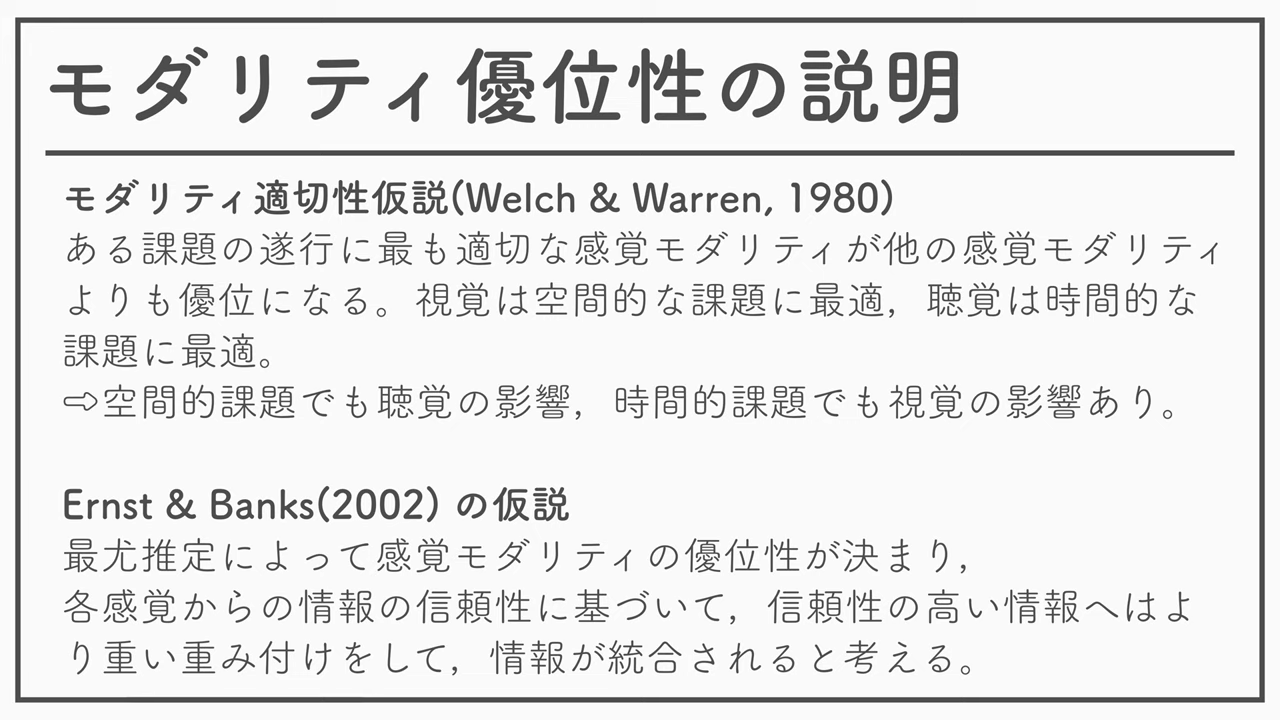 モダリティ優位性の説明
モダリティ適切性仮説(Welch & Warren, 1980)
ある課題の遂行に最も適切な感覚モダリティが他の感覚モダリティ
よりも優位になる。視覚は空間的な課題に最適，聴覚は時間的な
課題に最適。
⇨空間的課題でも聴覚の影響，時間的課題でも視覚の影響あり。
Ernst & Banks(2002) の仮説
最尤推定によって感覚モダリティの優位性が決まり，
各感覚からの情報の信頼性に基づいて，信頼性の高い情報へはよ
り重い重み付けをして，情報が統合されると考える。